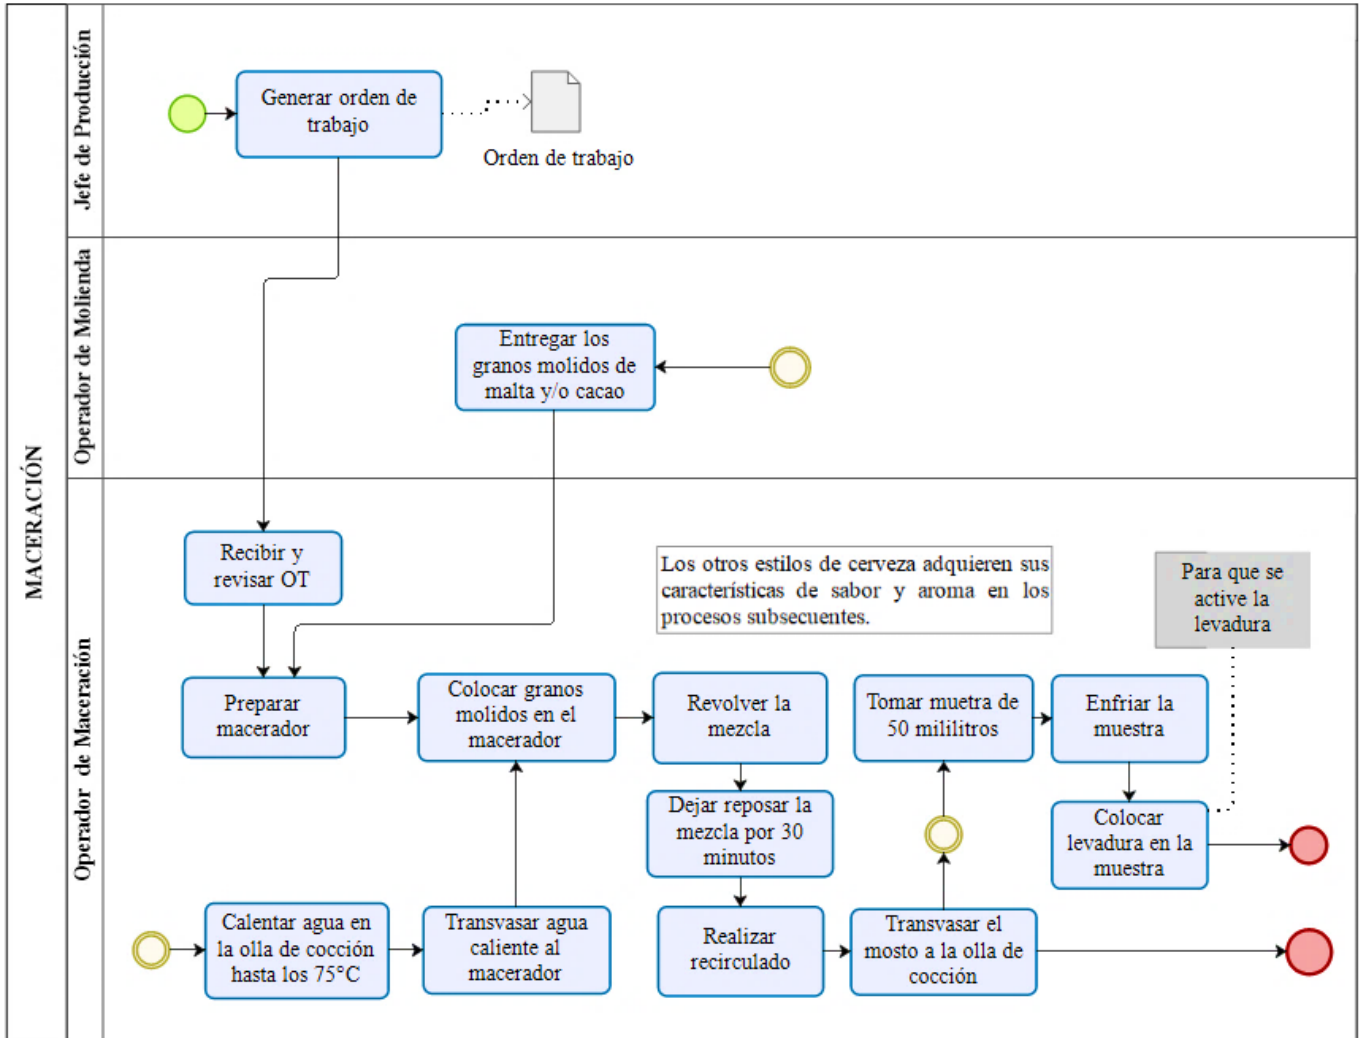 MACERACIÓN
Jefe de Producción
Generar orden de
trabajo
Orden de trabajo
Operador de Molienda
Entregar los
granos molidos de
malta y/o cacao
Operador de Maceración
Recibir y
revisar OT
Los otros estilos de cerveza adquieren sus
características de sabor y aroma en los
procesos subsecuentes.
Para que se
active la
levadura
Preparar
macerador
Colocar granos
molidos en el
macerador
Revolver la
mezcla
Tomar muetra de
50 mililitros
Enfriar la
muestra
Dejar reposar la
mezcla por 30
minutos
Colocar
levadura en la
muestra
Calentar agua en
la olla de cocción
hasta los 75°C
Transvasar agua
caliente al
macerador
Realizar
recirculado
Transvasar el
mosto a la olla de
cocción